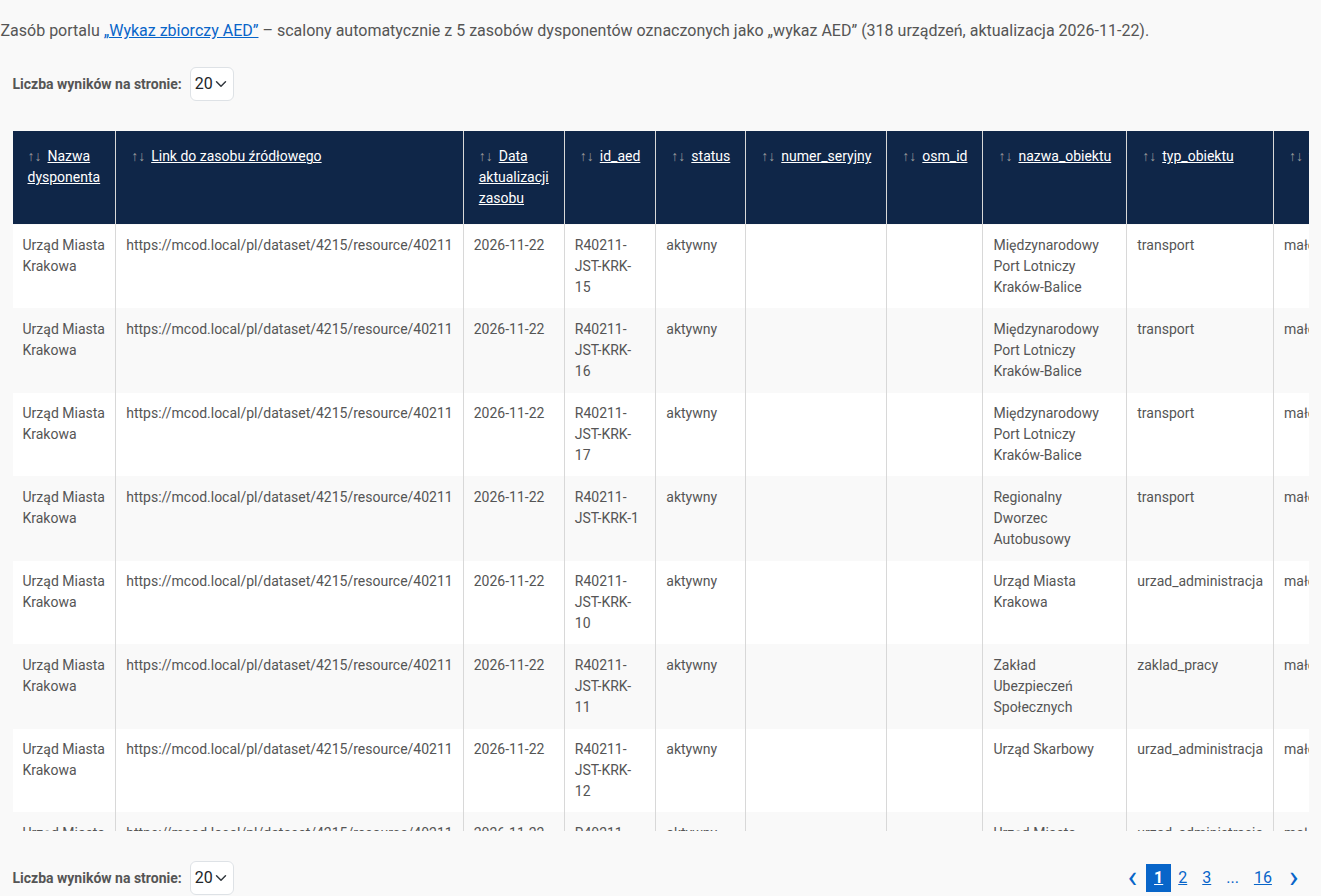 Zasób portalu „Wykaz zbiorczy AED” – scalony automatycznie z 5 zasobów dysponentów oznaczonych jako „wykaz AED” (318 urządzeń, aktualizacja 2026-11-22).
Liczba wyników na stronie: 20
↑↓ Nazwa dysponenta ↑↓ Link do zasobu źródłowego ↑↓ Data aktualizacji zasobu ↑↓ id_aed ↑↓ status ↑↓ numer_seryjny ↑↓ osm_id ↑↓ nazwa_obiektu ↑↓ typ_obiektu ↑↓
Urząd Miasta Krakowa https://mcod.local/pl/dataset/4215/resource/40211 2026-11-22 R40211-JST-KRK-15 aktywny Międzynarodowy Port Lotniczy Kraków-Balice transport
Urząd Miasta Krakowa https://mcod.local/pl/dataset/4215/resource/40211 2026-11-22 R40211-JST-KRK-16 aktywny Międzynarodowy Port Lotniczy Kraków-Balice transport
Urząd Miasta Krakowa https://mcod.local/pl/dataset/4215/resource/40211 2026-11-22 R40211-JST-KRK-17 aktywny Międzynarodowy Port Lotniczy Kraków-Balice transport
Urząd Miasta Krakowa https://mcod.local/pl/dataset/4215/resource/40211 2026-11-22 R40211-JST-KRK-1 aktywny Regionalny Dworzec Autobusowy transport
Urząd Miasta Krakowa https://mcod.local/pl/dataset/4215/resource/40211 2026-11-22 R40211-JST-KRK-10 aktywny Urząd Miasta Krakowa urzad_administracja
Urząd Miasta Krakowa https://mcod.local/pl/dataset/4215/resource/40211 2026-11-22 R40211-JST-KRK-11 aktywny Zakład Ubezpieczeń Społecznych zaklad_pracy
Urząd Miasta Krakowa https://mcod.local/pl/dataset/4215/resource/40211 2026-11-22 R40211-JST-KRK-12 aktywny Urząd Skarbowy urzad_administracja
Liczba wyników na stronie: 20
‹ 1 2 3 ... 16 ›